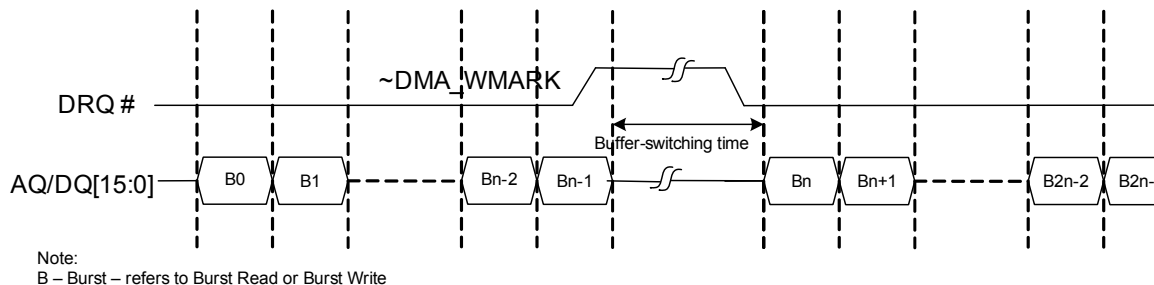 ~DMA_WMARK
DRQ #
Buffer-switching time
AQ/DQ[15:0] B0 B1 Bn-2 Bn-1 Bn Bn+1 B2n-2 B2n-
Note:
B – Burst – refers to Burst Read or Burst Write